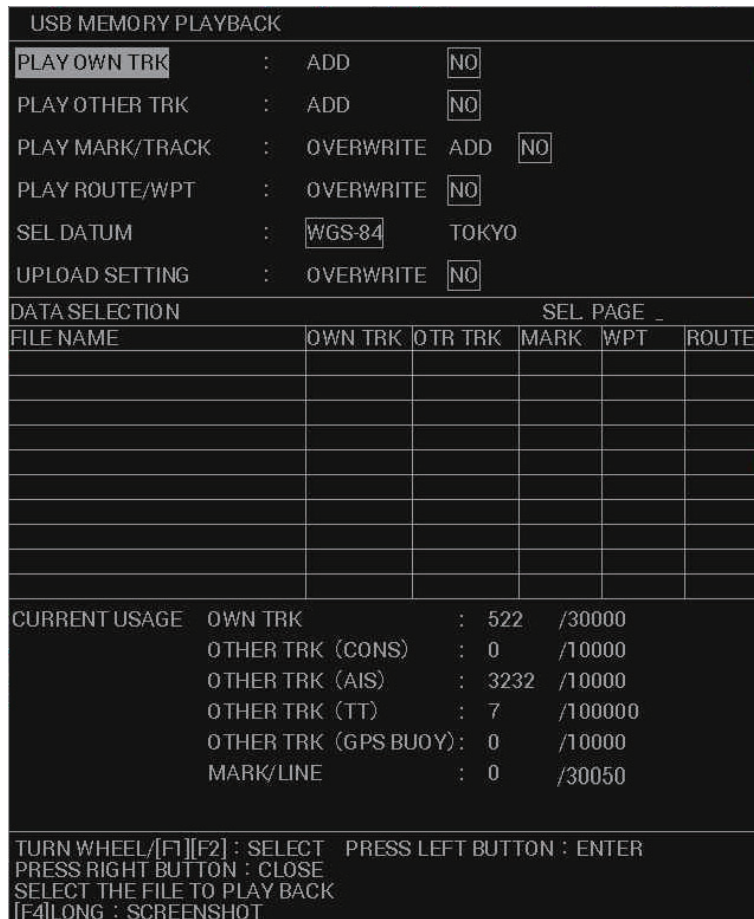 USB MEMORY PLAYBACK
PLAY OWN TRK : ADD NO
PLAY OTHER TRK : ADD NO
PLAY MARK/TRACK : OVERWRITE ADD NO
PLAY ROUTE/WPT : OVERWRITE NO
SEL DATUM : WGS-84 TOKYO
UPLOAD SETTING : OVERWRITE NO
DATA SELECTION SEL. PAGE _
FILE NAME OWN TRK OTR TRK MARK WPT ROUTE
CURRENT USAGE OWN TRK : 522 /30000
OTHER TRK (CONS) : 0 /10000
OTHER TRK (AIS) : 3232 /10000
OTHER TRK (TT) : 7 /100000
OTHER TRK (GPS BUOY) : 0 /10000
MARK/LINE : 0 /30050
TURN WHEEL/[F1][F2] : SELECT PRESS LEFT BUTTON : ENTER
PRESS RIGHT BUTTON : CLOSE
SELECT THE FILE TO PLAY BACK
[F4]LONG : SCREENSHOT